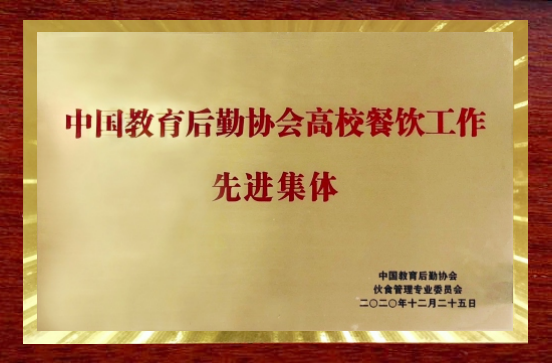 中国教育后勤协会高校餐饮工作
先进集体
中国教育后勤协会
伙食管理专业委员会
二〇二〇年十二月二十五日